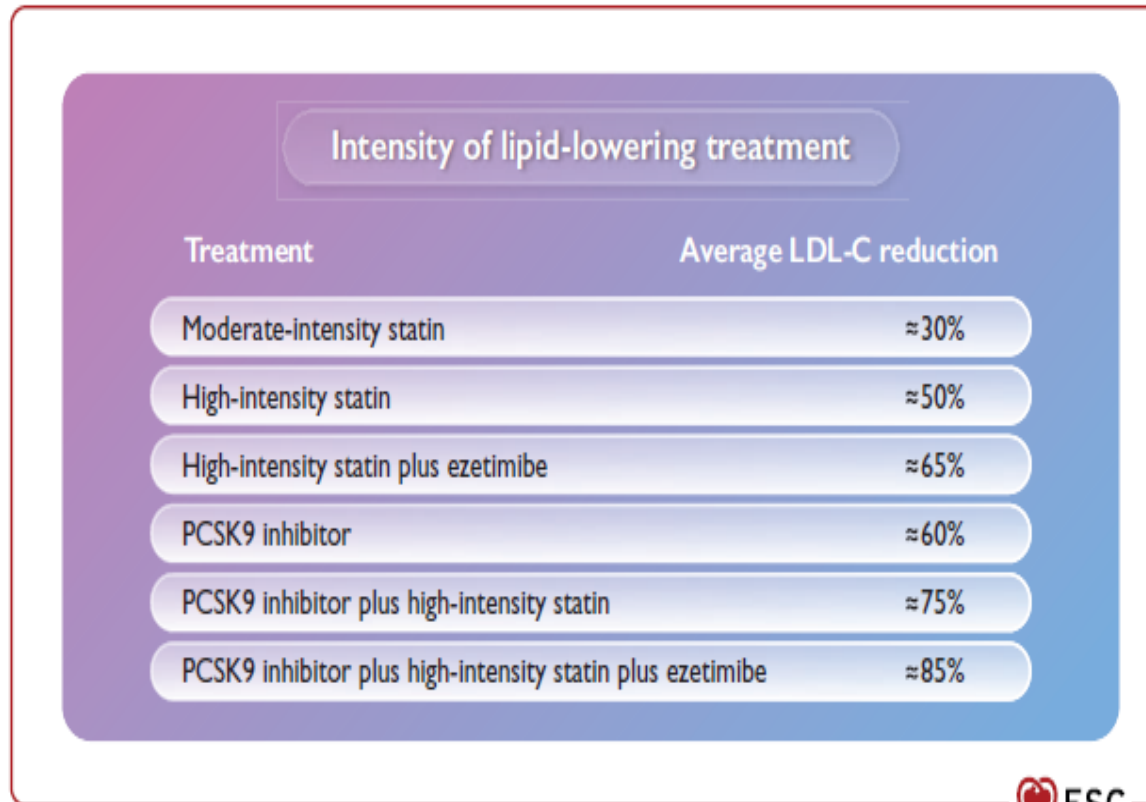 Intensity of lipid-lowering treatment
Treatment Average LDL-C reduction
Moderate-intensity statin ≈30%
High-intensity statin ≈50%
High-intensity statin plus ezetimibe ≈65%
PCSK9 inhibitor ≈60%
PCSK9 inhibitor plus high-intensity statin ≈75%
PCSK9 inhibitor plus high-intensity statin plus ezetimibe ≈85%
ESC